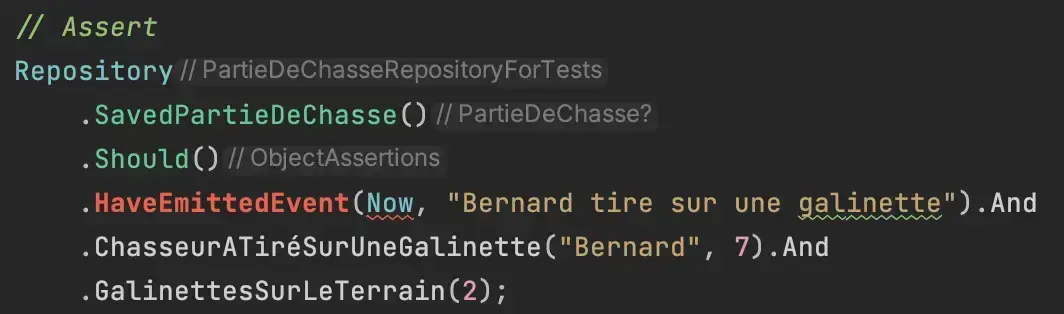 // Assert
Repository // PartieDeChasseRepositoryForTests
.SavedPartieDeChasse() // PartieDeChasse?
.Should() // ObjectAssertions
.HaveEmittedEvent(Now, "Bernard tire sur une galinette").And
.ChasseurATiréSurUneGalinette("Bernard", 7).And
.GalinettesSurLeTerrain(2);